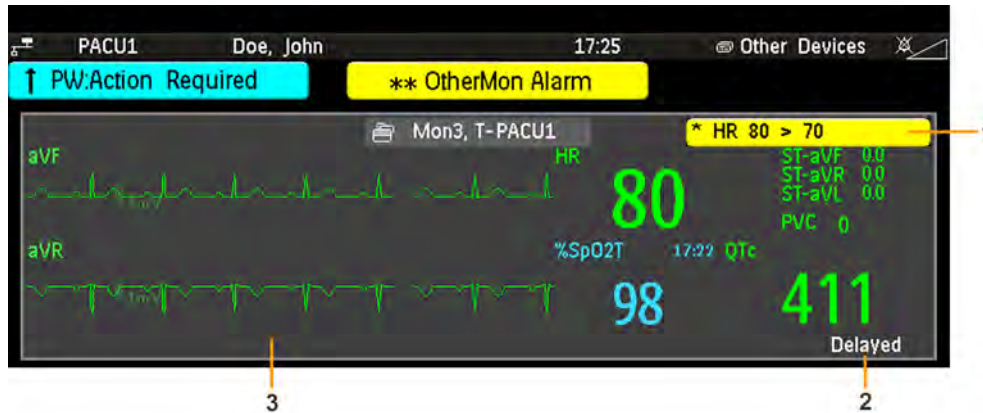 PACU1 Doe, John 17:25 Other Devices
PW:Action Required ** OtherMon Alarm
Mon3, T-PACU1 * HR 80 > 70
aVF HR 80 ST-aVF 0.0
ST-aVR 0.0
ST-aVL 0.0
1mV
PVC 0
aVR %SpO2T 17:22 QTc
1mV 98 411
Delayed
3 2